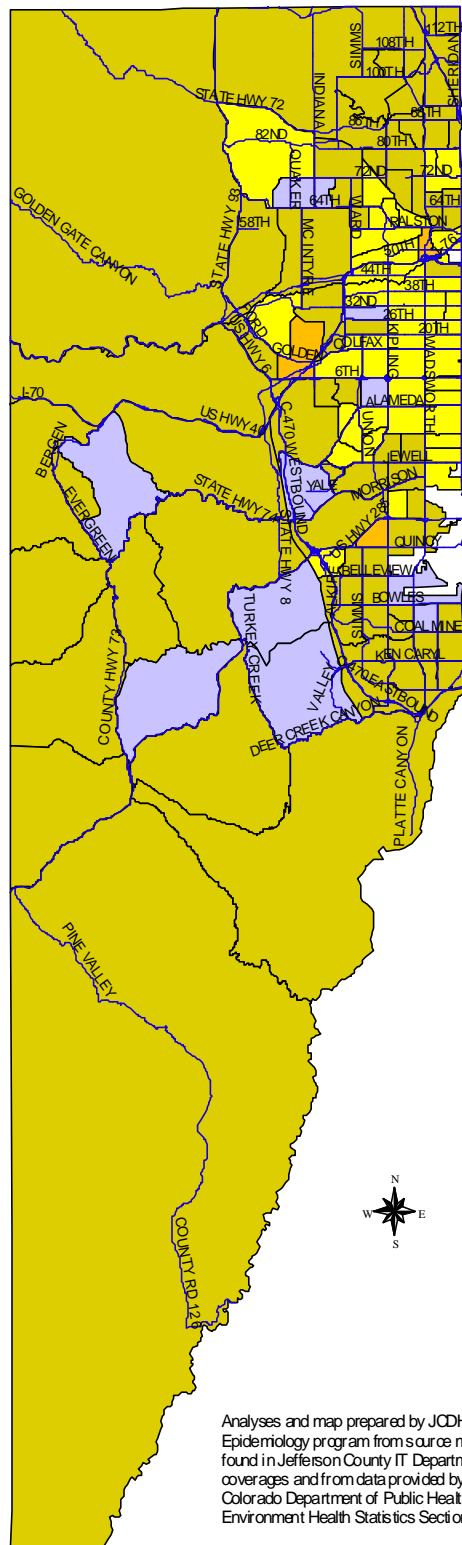 112TH
108TH
SIMMS
SHERIDAN
100TH
INDIANA
STATE HWY 72
88TH
86TH
82ND
80TH
QUAKER
72ND
72ND
64TH
64TH
GOLDEN GATE CANYON
STATE HWY 93
58TH
MC INTYRE
WARD
RALSTON
50TH
I-76
44TH
38TH
32ND
26TH
FORD
US HWY 6
20TH
GOLDEN
COLFAX
KIPLING
WADSWORTH
6TH
I-70
ALAMEDA
US HWY 40
C-470 WESTBOUND
UNION
BERGEN
JEWELL
YALE
MORRISON
EVERGREEN
STATE HWY 74
US HWY 285
QUINCY
STATE HWY 8
BELLEVIEW
BOWLES
TURKEY CREEK
SIMMS
COAL MINE
COUNTY HWY 73
KEN CARYL
VALLEY
C-470 EASTBOUND
DEER CREEK CANYON
PLATTE CANYON
PINE VALLEY
N
W E
S
COUNTY RD 126
Analyses and map prepared by JCDH
Epidemiology program from source m
found in Jefferson County IT Departm
coverages and from data provided by
Colorado Department of Public Healt
Environment Health Statistics Section